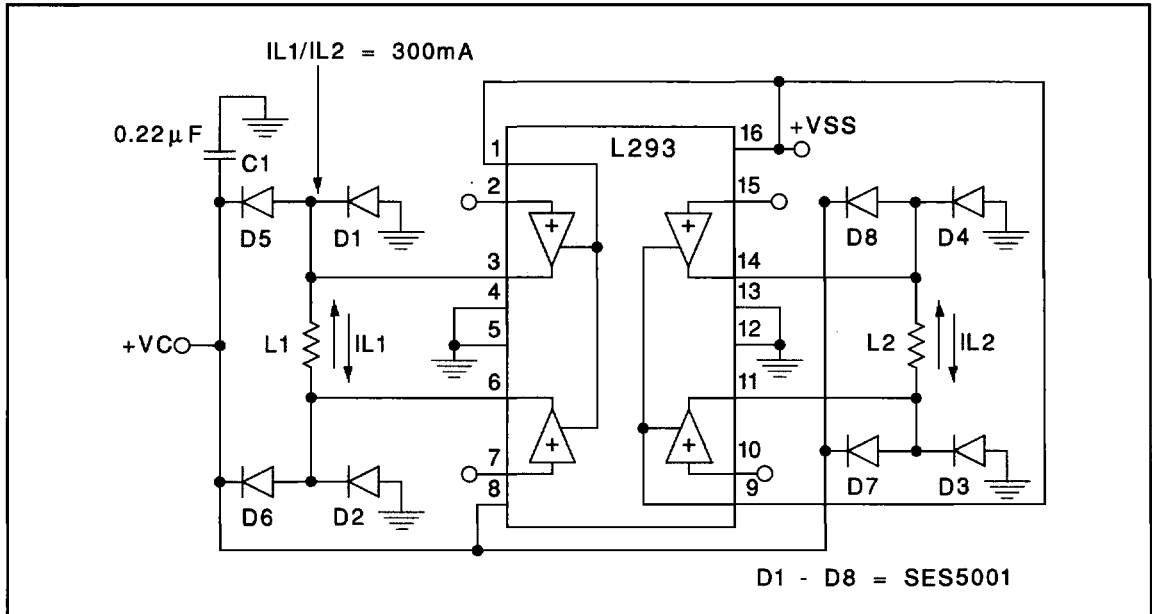 IL1/IL2 = 300mA
0.22µF
C1
1
L293
16
+VSS
2
15
D5
D1
D8
D4
3
14
4
13
5
12
+VC
L1
IL1
L2
IL2
6
11
7
10
8
9
D6
D2
D7
D3
D1 - D8 = SES5001